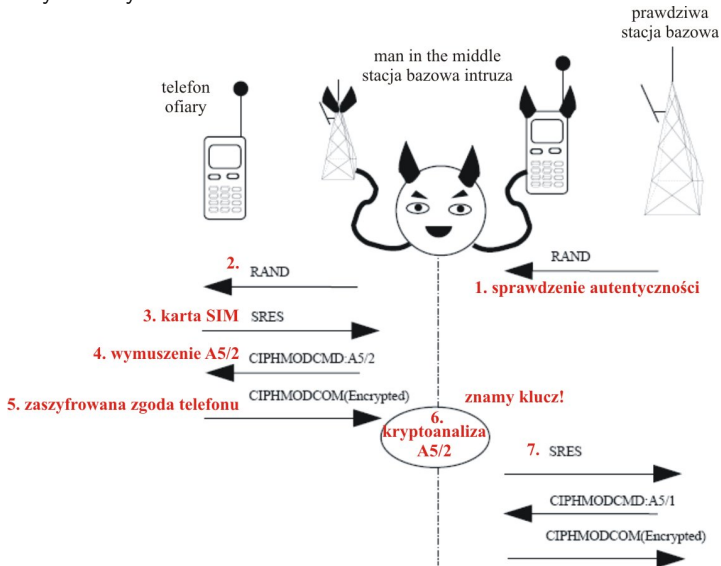 prawdziwa
stacja bazowa
man in the middle
stacja bazowa intruza
telefon
ofiary
RAND
1. sprawdzenie autentyczności
2. RAND
3. karta SIM SRES
4. wymuszenie A5/2 CIPHMODCMD:A5/2
5. zaszyfrowana zgoda telefonu CIPHMODCOM(Encrypted)
znamy klucz!
6.
kryptoanaliza
A5/2
7. SRES
CIPHMODCMD:A5/1
CIPHMODCOM(Encrypted)